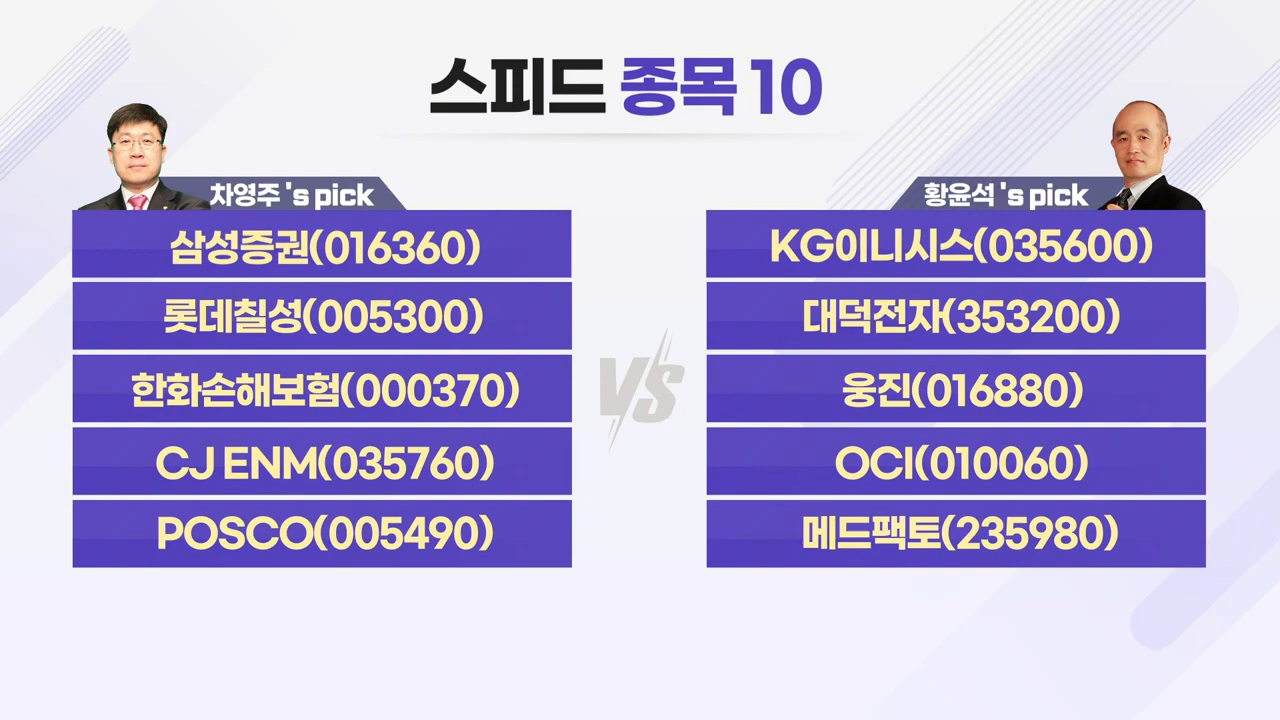 스피드 종목 10
차영주 's pick
삼성증권(016360)
롯데칠성(005300)
한화손해보험(000370)
CJ ENM(035760)
POSCO(005490)
VS
황윤석 's pick
KG이니시스(035600)
대덕전자(353200)
웅진(016880)
OCI(010060)
메드팩토(235980)